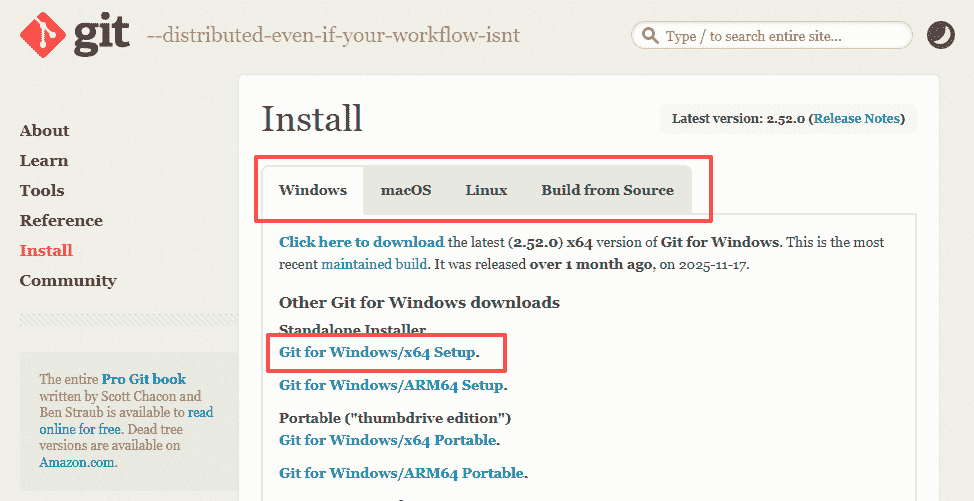 git --distributed-even-if-your-workflow-isnt
Type / to search entire site...
About
Learn
Tools
Reference
Install
Community
The entire Pro Git book
written by Scott Chacon and
Ben Straub is available to read
online for free. Dead tree
versions are available on
Amazon.com.
Install
Latest version: 2.52.0 (Release Notes)
Windows macOS Linux Build from Source
Click here to download the latest (2.52.0) x64 version of Git for Windows. This is the most
recent maintained build. It was released over 1 month ago, on 2025-11-17.
Other Git for Windows downloads
Standalone Installer
Git for Windows/x64 Setup.
Git for Windows/ARM64 Setup.
Portable ("thumbdrive edition")
Git for Windows/x64 Portable.
Git for Windows/ARM64 Portable.